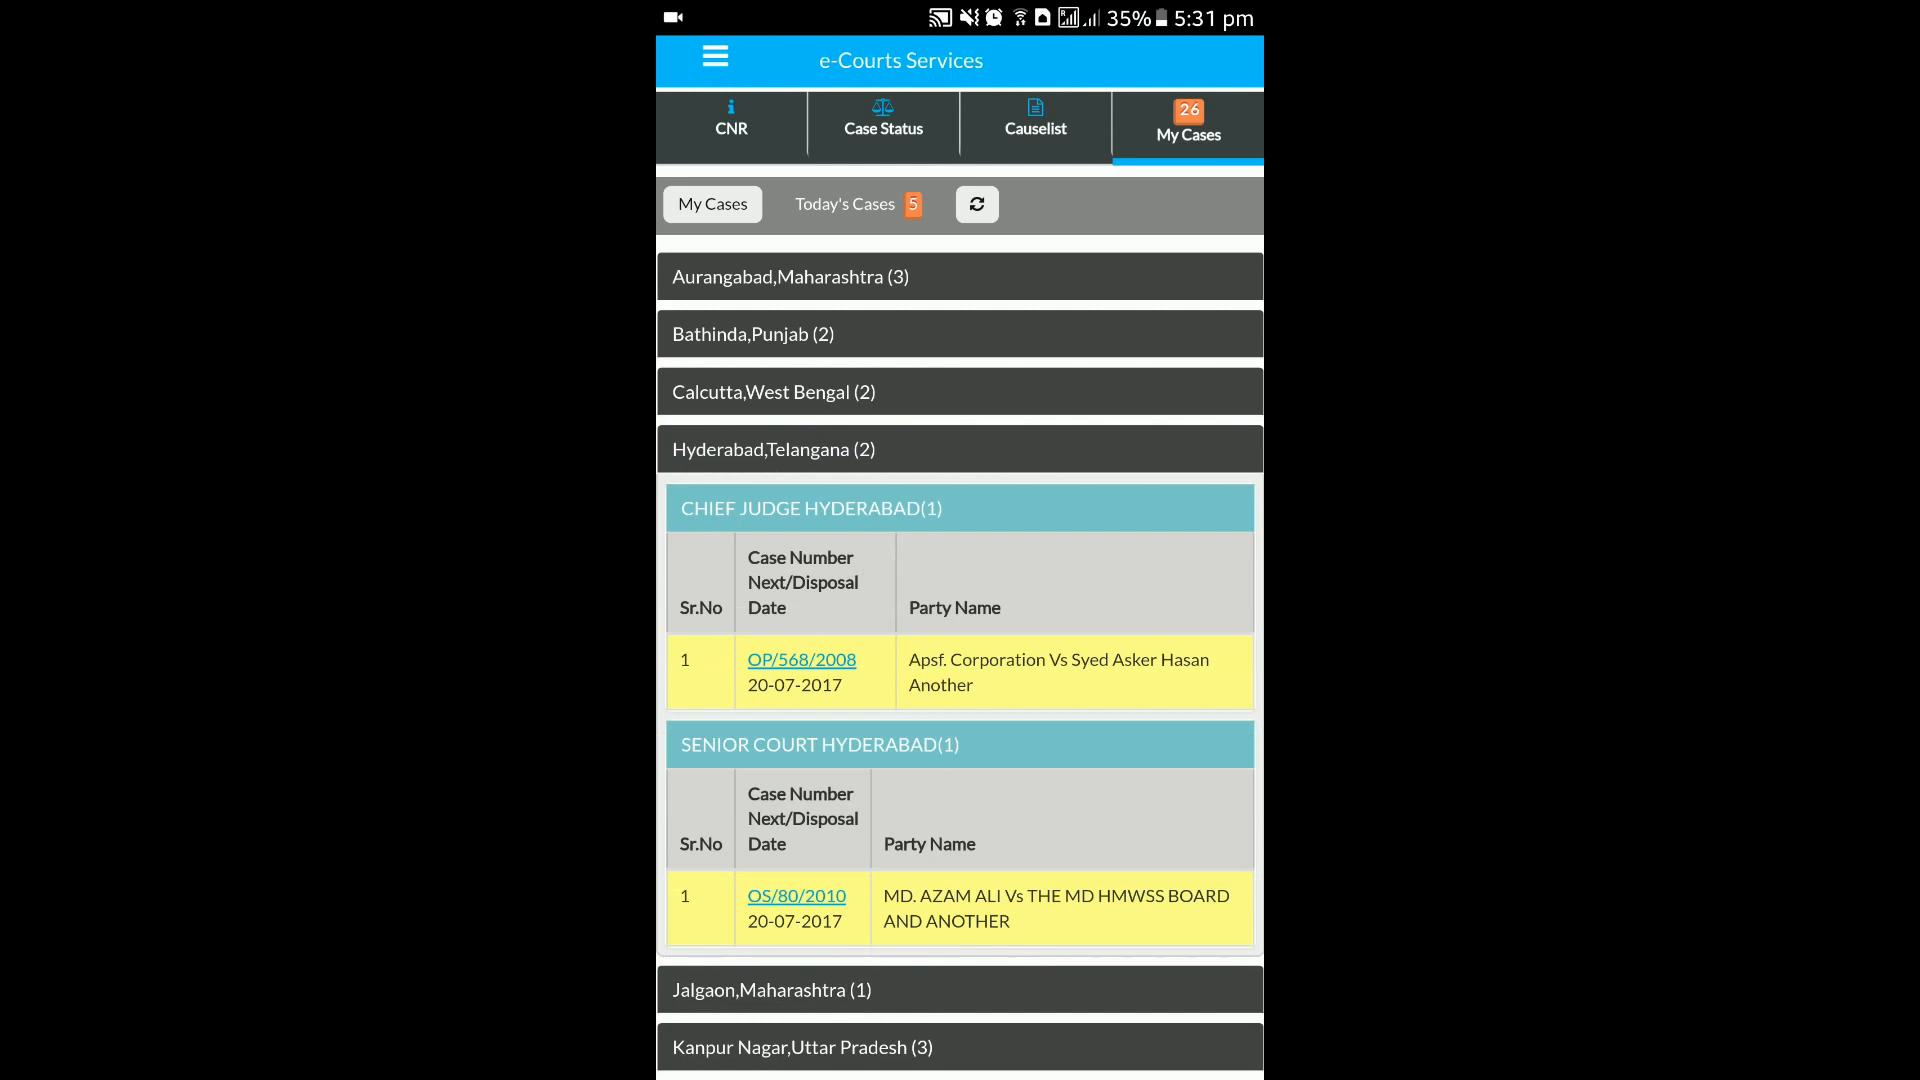 35% 5:31 pm
e-Courts Services
CNR
Case Status
Causelist
26
My Cases
My Cases
Today's Cases 5
Aurangabad,Maharashtra (3)
Bathinda,Punjab (2)
Calcutta,West Bengal (2)
Hyderabad,Telangana (2)
CHIEF JUDGE HYDERABAD(1)
Sr.No
Case Number
Next/Disposal
Date
Party Name
1
OP/568/2008
20-07-2017
Apsf. Corporation Vs Syed Asker Hasan
Another
SENIOR COURT HYDERABAD(1)
Sr.No
Case Number
Next/Disposal
Date
Party Name
1
OS/80/2010
20-07-2017
MD. AZAM ALI Vs THE MD HMWSS BOARD
AND ANOTHER
Jalgaon,Maharashtra (1)
Kanpur Nagar,Uttar Pradesh (3)